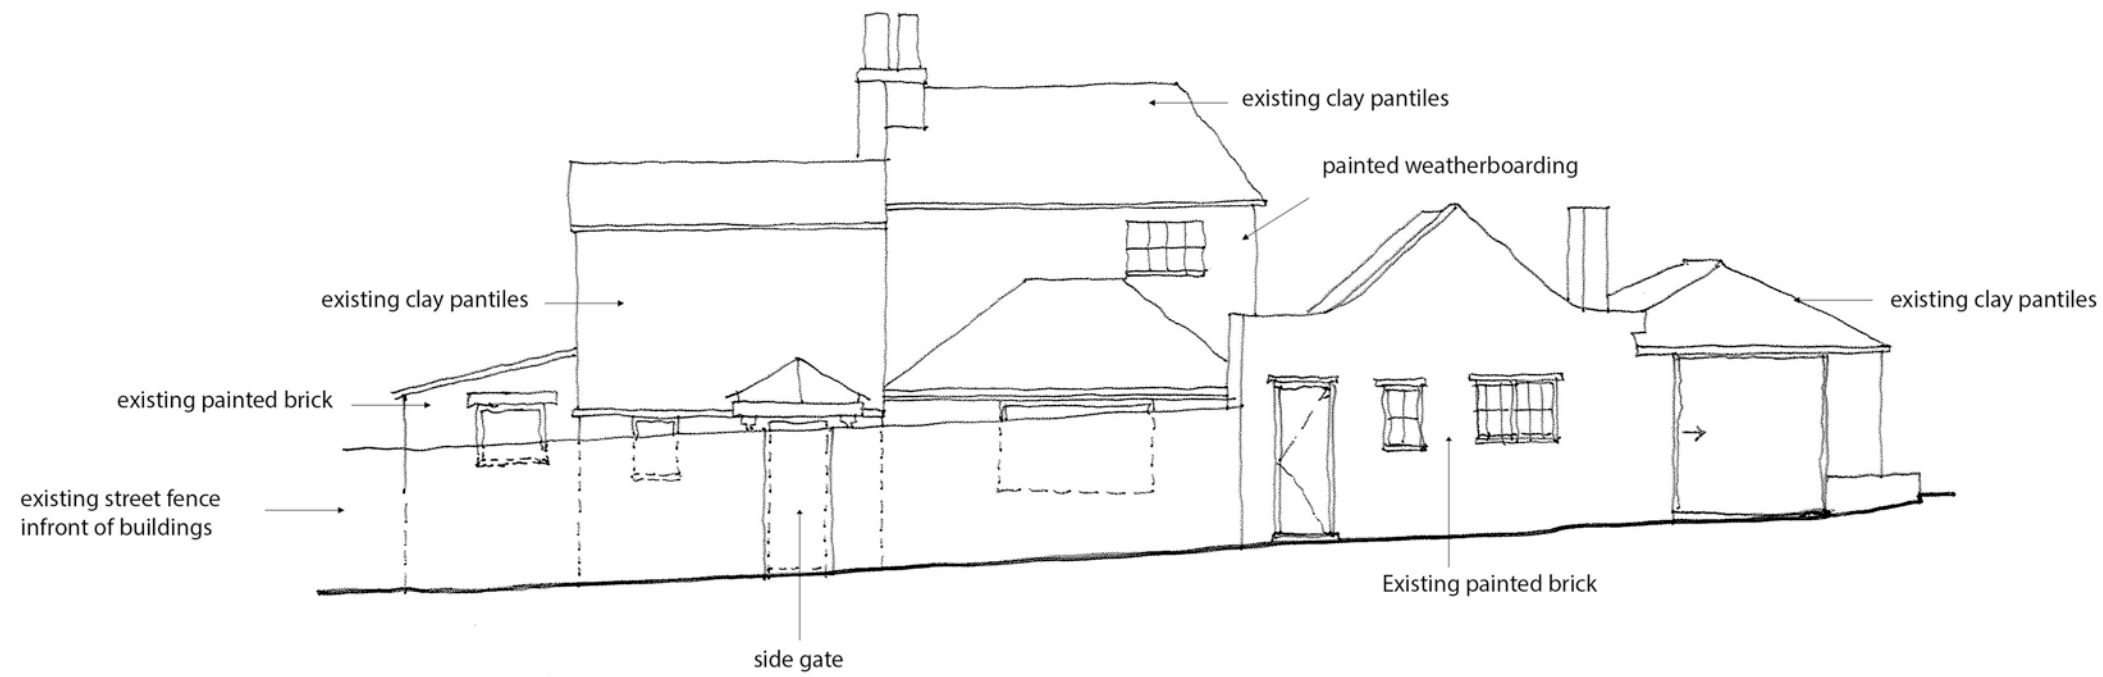 existing clay pantiles
painted weatherboarding
existing clay pantiles
existing clay pantiles
existing painted brick
existing street fence
infront of buildings
Existing painted brick
side gate